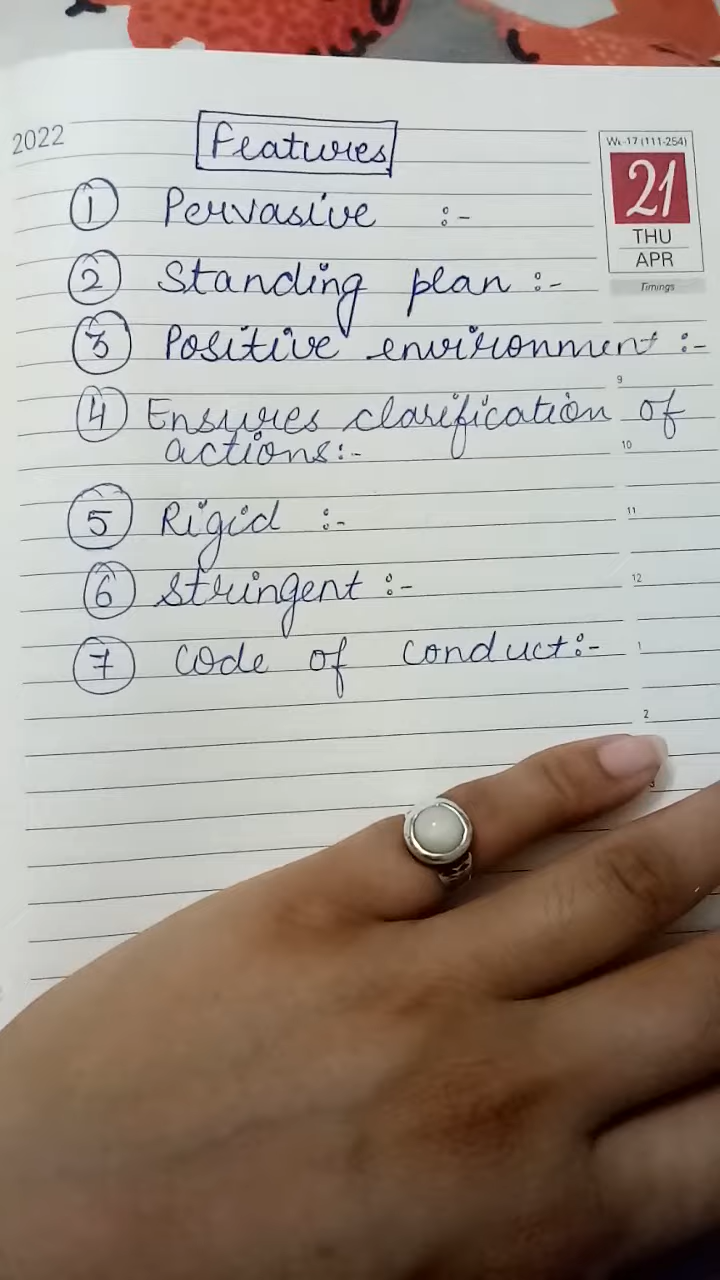 2022
Features
Wk-17 (111-254)
21
THU
APR
Timings
① Pervasive :-
② Standing plan :-
③ Positive environment :-
9
④ Ensures clarification of
actions:-
10
⑤ Rigid :-
11
⑥ Stringent :-
12
⑦ Code of conduct:-
1
2
3